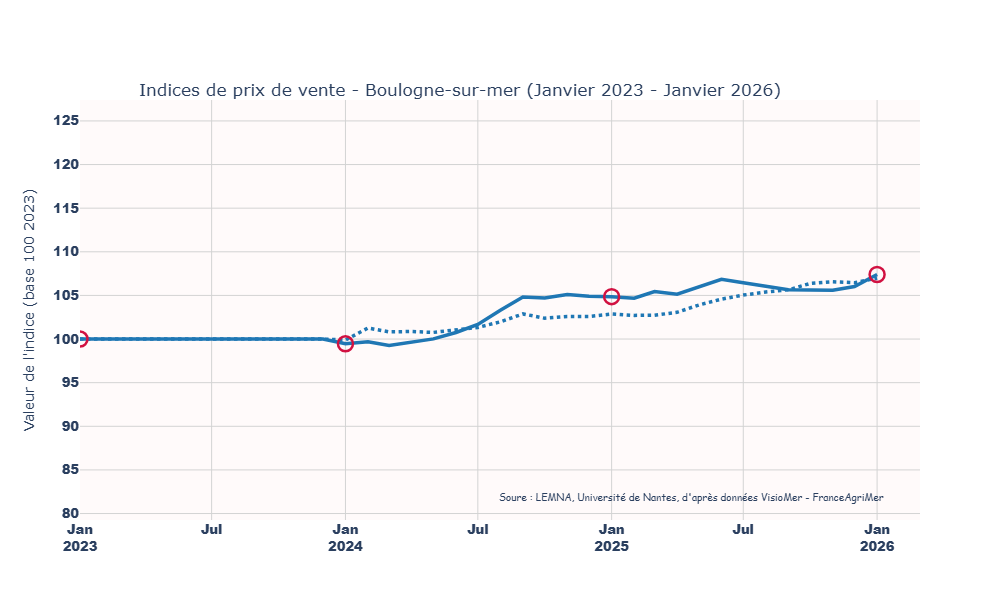 Indices de prix de vente - Boulogne-sur-mer (Janvier 2023 - Janvier 2026)
Valeur de l'indice (base 100 2023)
125
120
115
110
105
100
95
90
85
80
Soure : LEMNA, Université de Nantes, d'après données VisioMer - FranceAgriMer
Jan Jul Jan Jul Jan Jul Jan
2023 2024 2025 2026